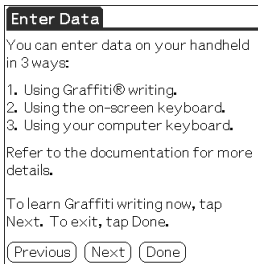 Enter Data
You can enter data on your handheld
in 3 ways:
1. Using Graffiti® writing.
2. Using the on-screen keyboard.
3. Using your computer keyboard.
Refer to the documentation for more
details.
To learn Graffiti writing now, tap
Next. To exit, tap Done.
Previous Next Done